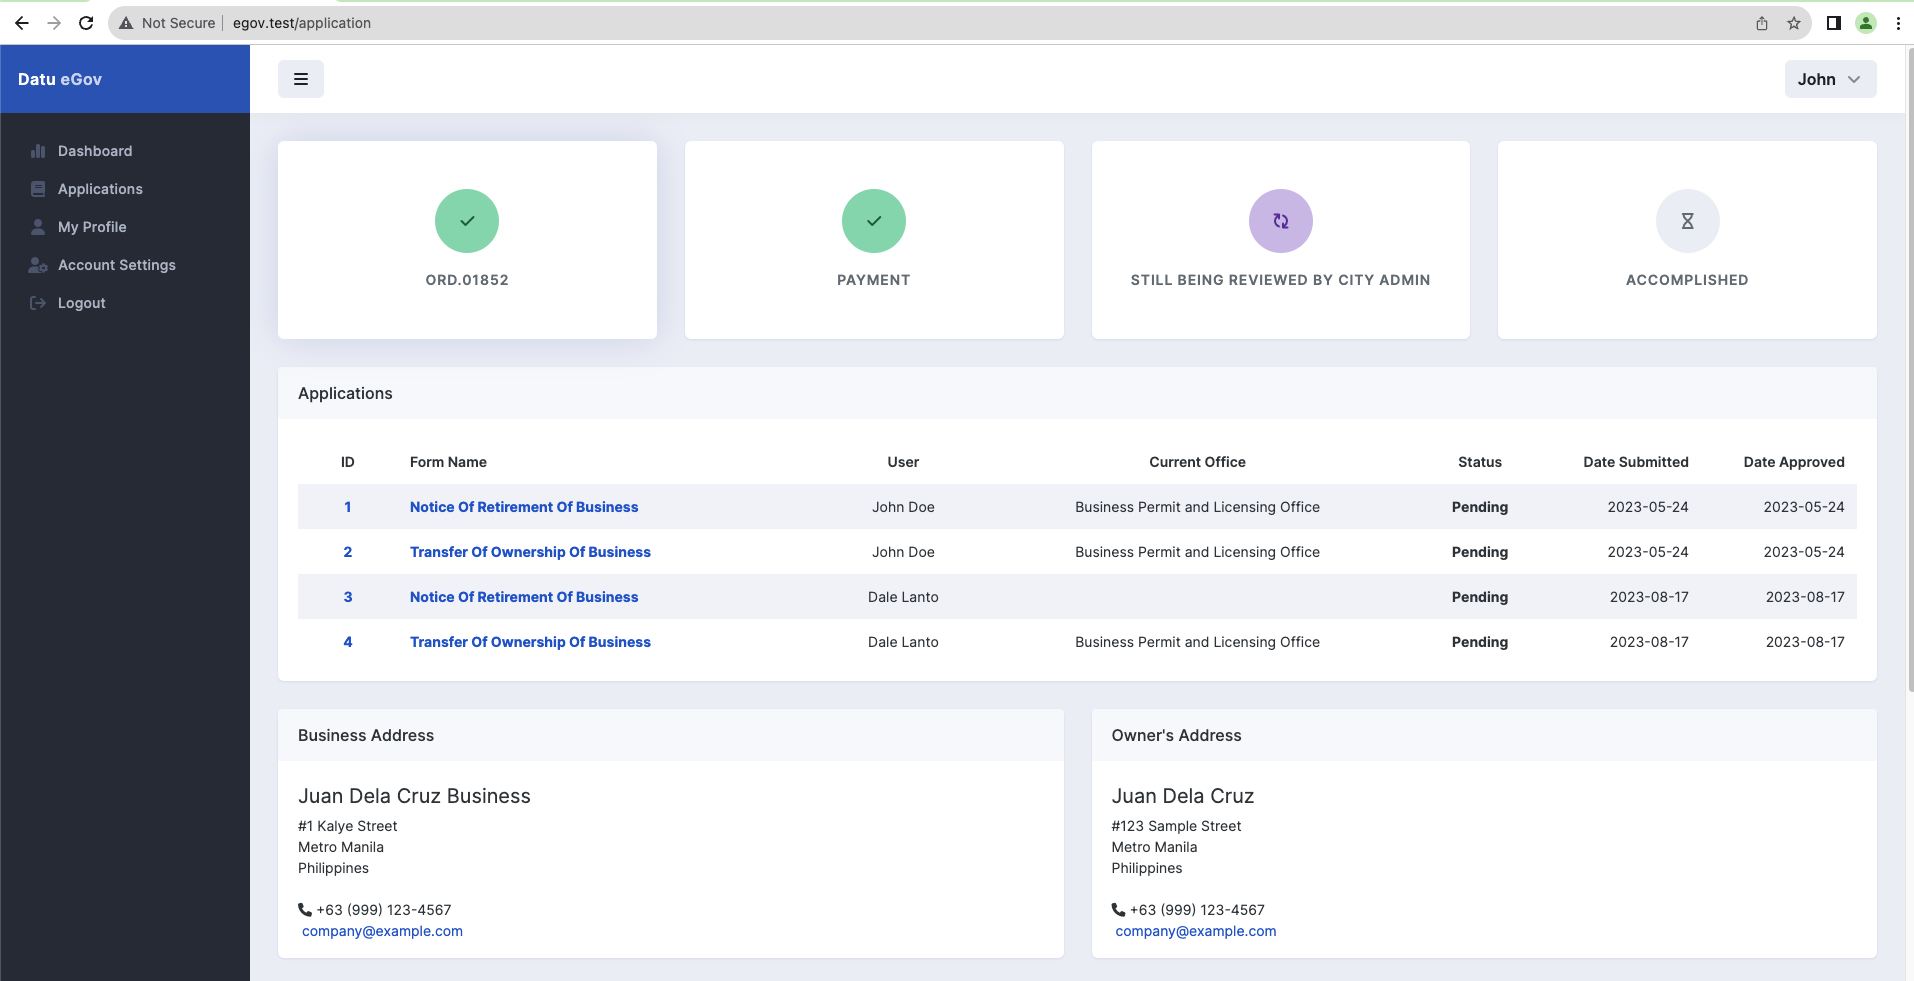 Not Secure egov.test/application
Datu eGov
John
Dashboard
Applications
My Profile
Account Settings
Logout
ORD.01852
PAYMENT
STILL BEING REVIEWED BY CITY ADMIN
ACCOMPLISHED
Applications
ID Form Name User Current Office Status Date Submitted Date Approved
1 Notice Of Retirement Of Business John Doe Business Permit and Licensing Office Pending 2023-05-24 2023-05-24
2 Transfer Of Ownership Of Business John Doe Business Permit and Licensing Office Pending 2023-05-24 2023-05-24
3 Notice Of Retirement Of Business Dale Lanto Pending 2023-08-17 2023-08-17
4 Transfer Of Ownership Of Business Dale Lanto Business Permit and Licensing Office Pending 2023-08-17 2023-08-17
Business Address
Juan Dela Cruz Business
#1 Kalye Street
Metro Manila
Philippines
+63 (999) 123-4567
company@example.com
Owner's Address
Juan Dela Cruz
#123 Sample Street
Metro Manila
Philippines
+63 (999) 123-4567
company@example.com